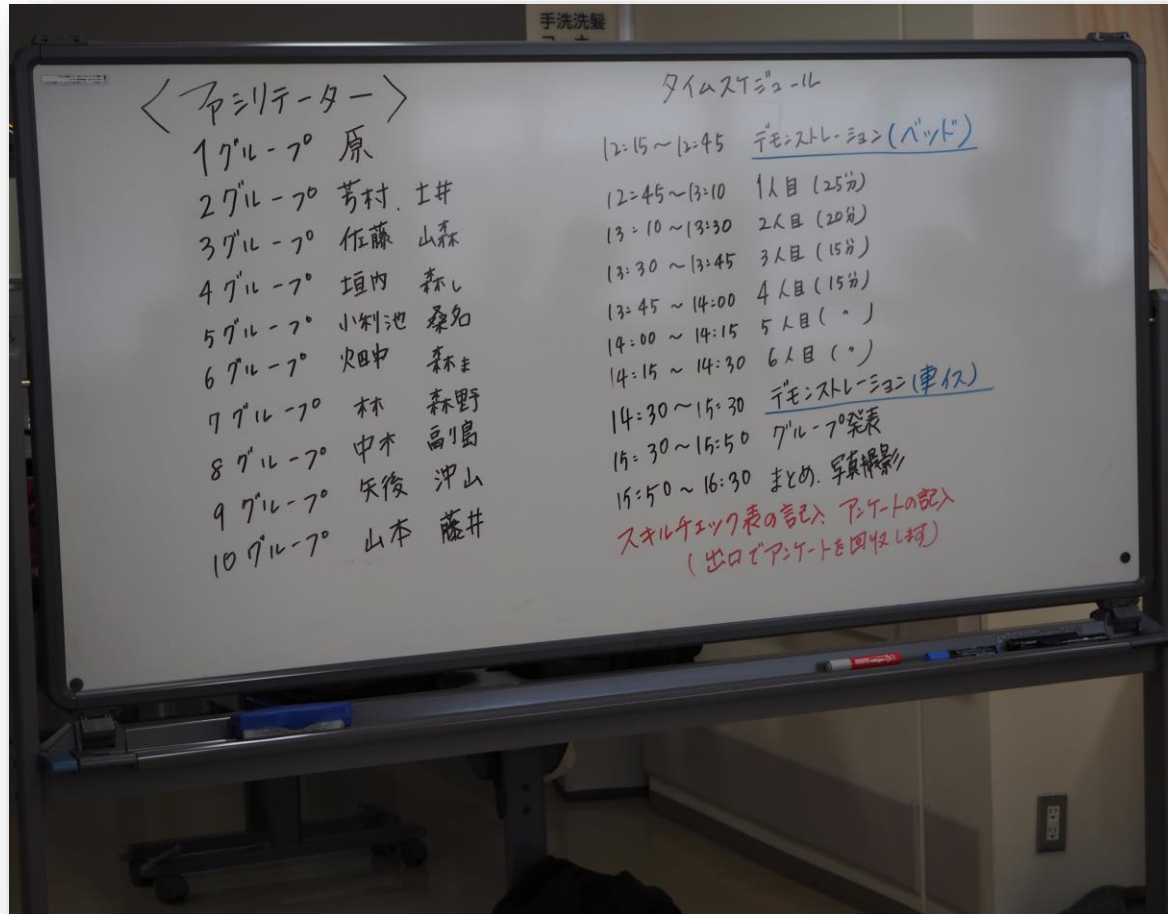 手洗洗髪
コーナー
〈ファシリテーター〉
1グループ 原
2グループ 芳村、土井
3グループ 佐藤 山森
4グループ 垣内 森し
5グループ 小利池 桑名
6グループ 畑中 森ま
7グループ 林 森野
8グループ 中木 副島
9グループ 矢後 沖山
10グループ 山本 藤井
タイムスケジュール
12:15～12:45 デモンストレーション(ベッド)
12:45～13:10 1人目(25分)
13:10～13:30 2人目(20分)
13:30～13:45 3人目(15分)
13:45～14:00 4人目(15分)
14:00～14:15 5人目(〃)
14:15～14:30 6人目(〃)
14:30～15:30 デモンストレーション(車イス)
15:30～15:50 グループ発表
15:50～16:30 まとめ、写真撮影
スキルチェック表の記入、アンケートの記入
(出口でアンケートを回収します)